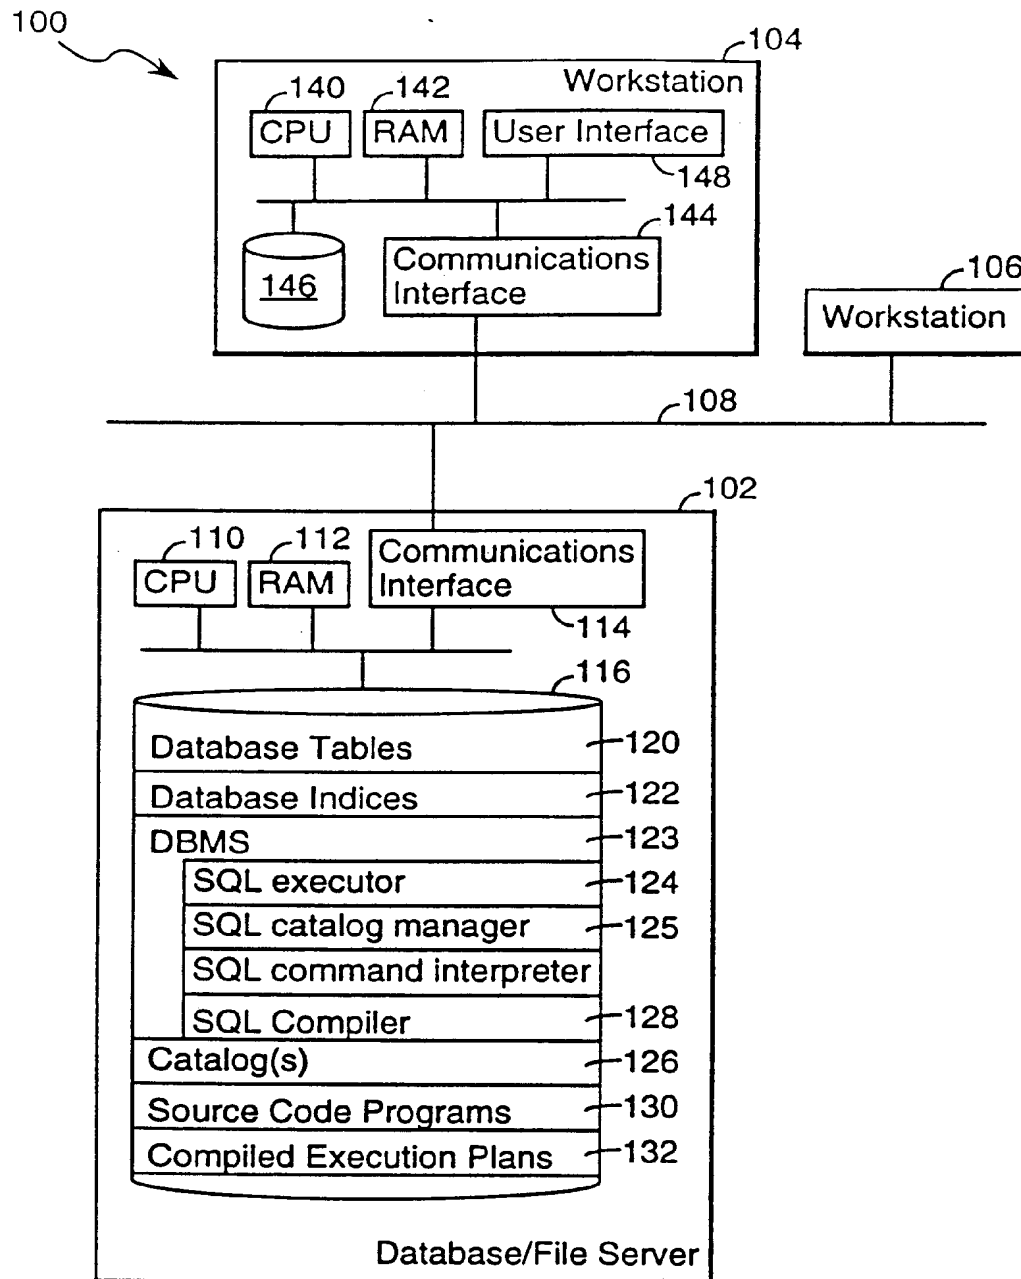 100
104
Workstation
140
142
CPU
RAM
User Interface
148
144
146
Communications
Interface
106
Workstation
108
102
110
112
Communications
Interface
CPU
RAM
114
116
Database Tables
120
Database Indices
122
DBMS
123
SQL executor
124
SQL catalog manager
125
SQL command interpreter
SQL Compiler
128
Catalog(s)
126
Source Code Programs
130
Compiled Execution Plans
132
Database/File Server